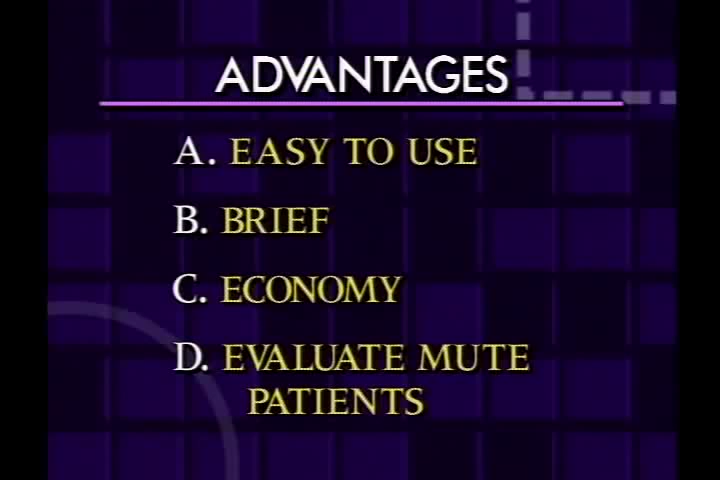 ADVANTAGES
A. EASY TO USE
B. BRIEF
C. ECONOMY
D. EVALUATE MUTE
PATIENTS